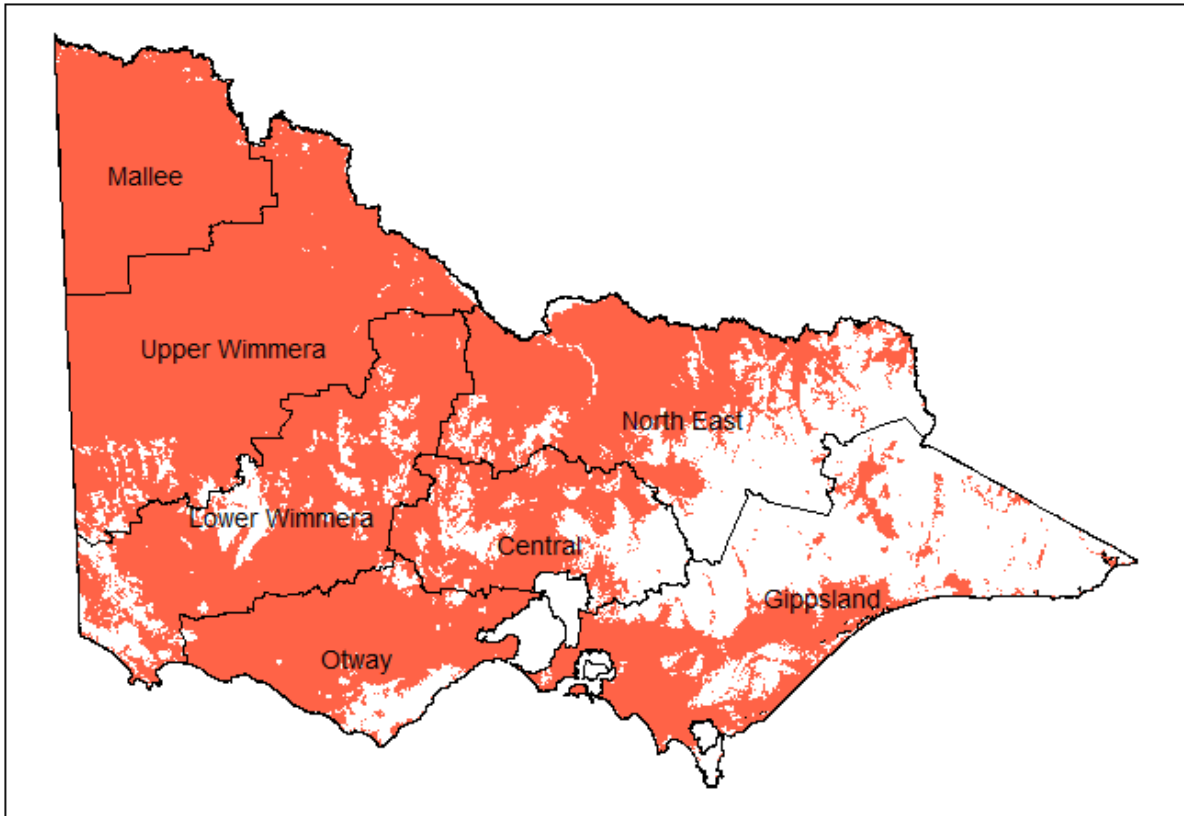 Mallee
Upper Wimmera
North East
Lower Wimmera
Central
Gippsland
Otway